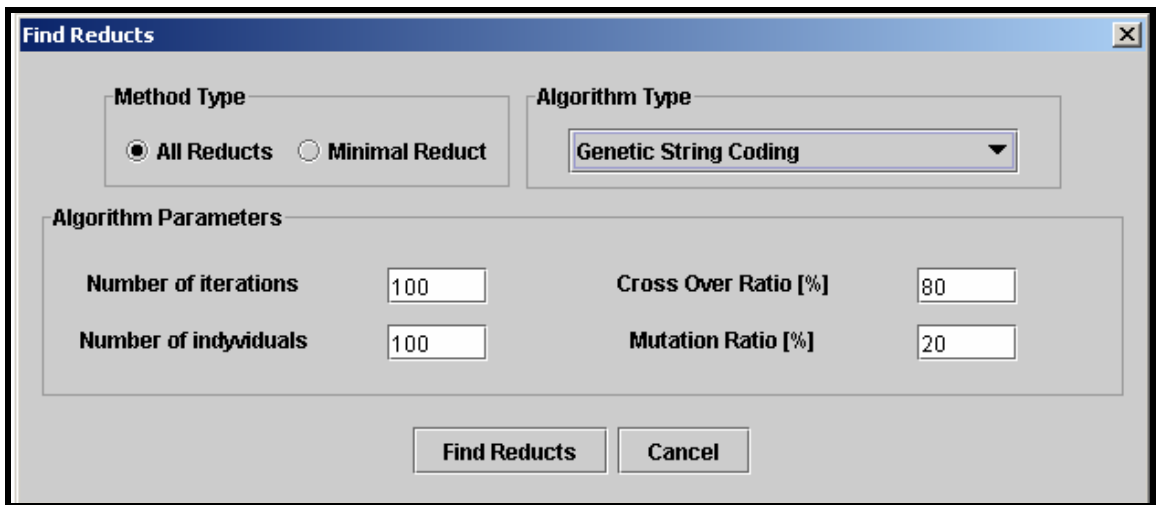 Find Reducts
Method Type
Algorithm Type
All Reducts Minimal Reduct
Genetic String Coding
Algorithm Parameters
Number of iterations 100 Cross Over Ratio [%] 80
Number of indyviduals 100 Mutation Ratio [%] 20
Find Reducts Cancel